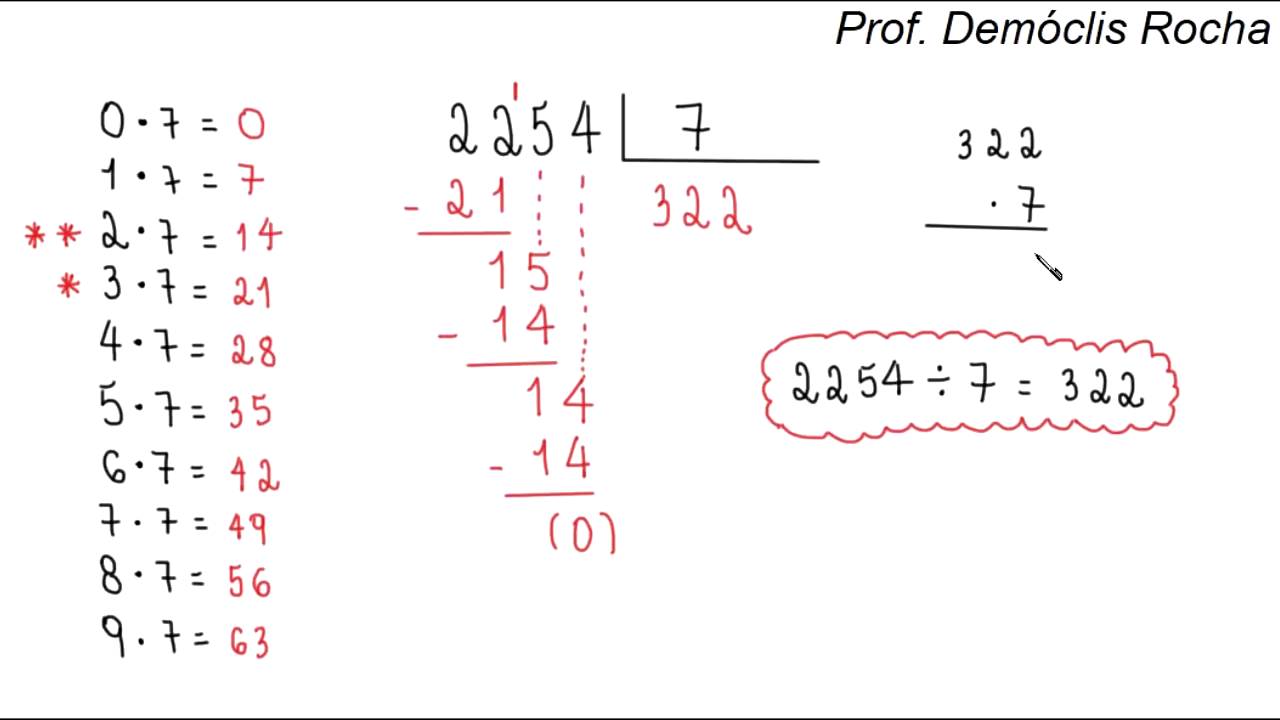 Prof. Demóclis Rocha
0 · 7 = 0
1 · 7 = 7
** 2 · 7 = 14
* 3 · 7 = 21
4 · 7 = 28
5 · 7 = 35
6 · 7 = 42
7 · 7 = 49
8 · 7 = 56
9 · 7 = 63
2254 7
- 21 322
15
- 14
14
- 14
(0)
322
· 7
2254 ÷ 7 = 322